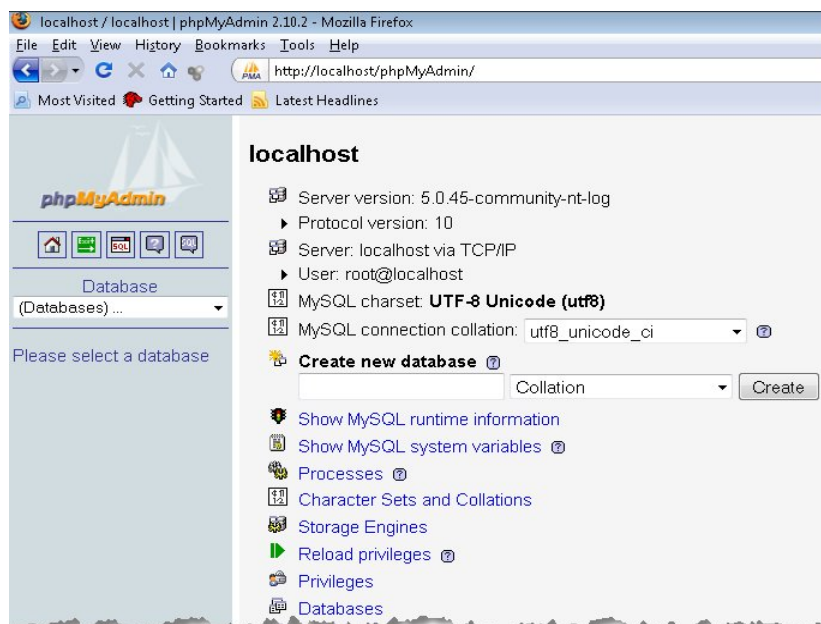 localhost / localhost | phpMyAdmin 2.10.2 - Mozilla Firefox
File Edit View History Bookmarks Tools Help
PMA http://localhost/phpMyAdmin/
Most Visited Getting Started Latest Headlines
phpMyAdmin
Exit SQL ? SQL
Database
(Databases) ...
Please select a database
localhost
Server version: 5.0.45-community-nt-log
Protocol version: 10
Server: localhost via TCP/IP
User: root@localhost
MySQL charset: UTF-8 Unicode (utf8)
MySQL connection collation: utf8_unicode_ci ?
Create new database ?
Collation Create
Show MySQL runtime information
Show MySQL system variables ?
Processes ?
Character Sets and Collations
Storage Engines
Reload privileges ?
Privileges
Databases